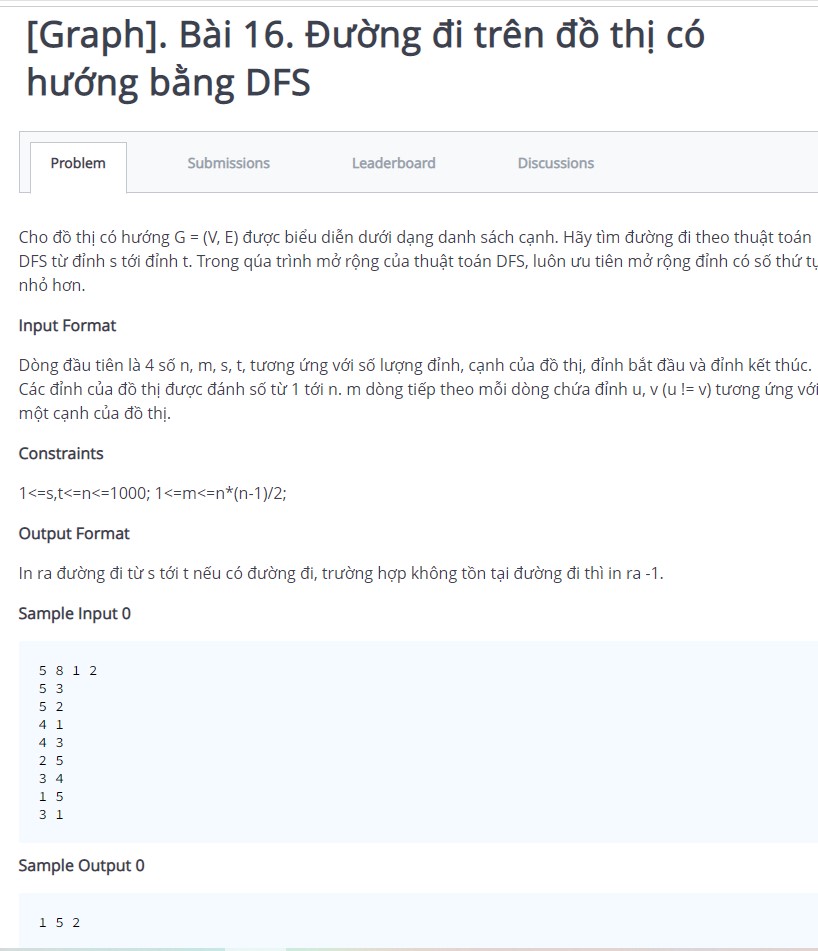 [Graph]. Bài 16. Đường đi trên đồ thị có
hướng bằng DFS
Problem
Submissions
Leaderboard
Discussions
Cho đồ thị có hướng G = (V, E) được biểu diễn dưới dạng danh sách cạnh. Hãy tìm đường đi theo thuật toán
DFS từ đỉnh s tới đỉnh t. Trong qúa trình mở rộng của thuật toán DFS, luôn ưu tiên mở rộng đỉnh có số thứ tự
nhỏ hơn.
Input Format
Dòng đầu tiên là 4 số n, m, s, t, tương ứng với số lượng đỉnh, cạnh của đồ thị, đỉnh bắt đầu và đỉnh kết thúc.
Các đỉnh của đồ thị được đánh số từ 1 tới n. m dòng tiếp theo mỗi dòng chứa đỉnh u, v (u != v) tương ứng với
một cạnh của đồ thị.
Constraints
1<=s,t<=n<=1000; 1<=m<=n*(n-1)/2;
Output Format
In ra đường đi từ s tới t nếu có đường đi, trường hợp không tồn tại đường đi thì in ra -1.
Sample Input 0
5 8 1 2
5 3
5 2
4 1
4 3
2 5
3 4
1 5
3 1
Sample Output 0
1 5 2